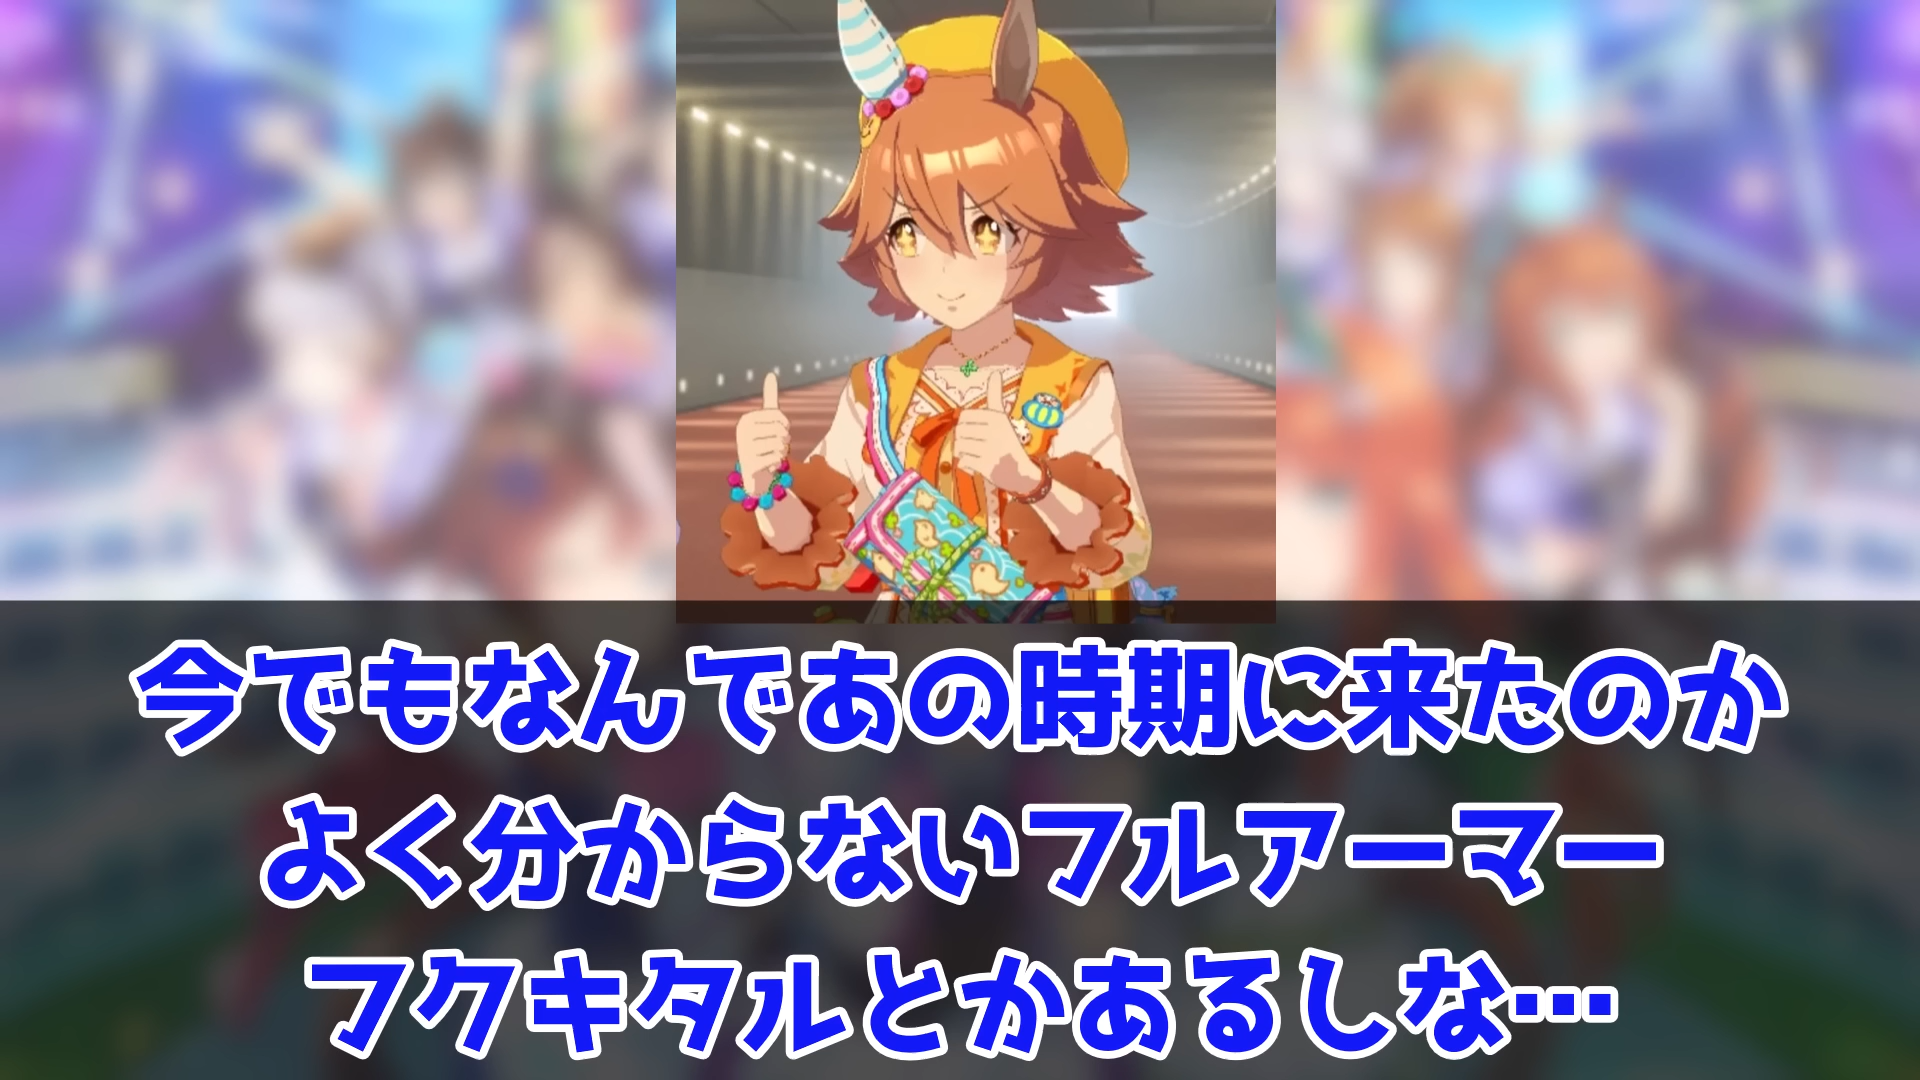 今でもなんであの時期に来たのか
よく分からないフルアーマー
フクキタルとかあるしな…